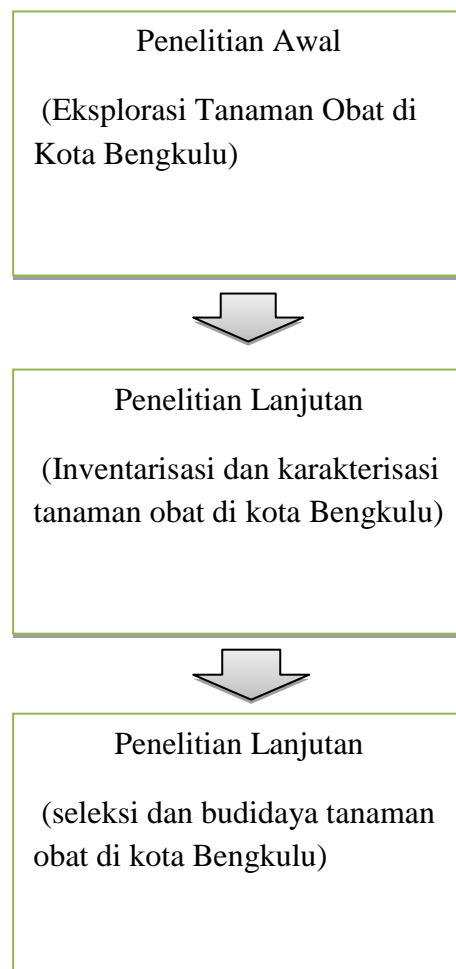 Penelitian Awal
(Eksplorasi Tanaman Obat di
Kota Bengkulu)
Penelitian Lanjutan
(Inventarisasi dan karakterisasi
tanaman obat di kota Bengkulu)
Penelitian Lanjutan
(seleksi dan budidaya tanaman
obat di kota Bengkulu)